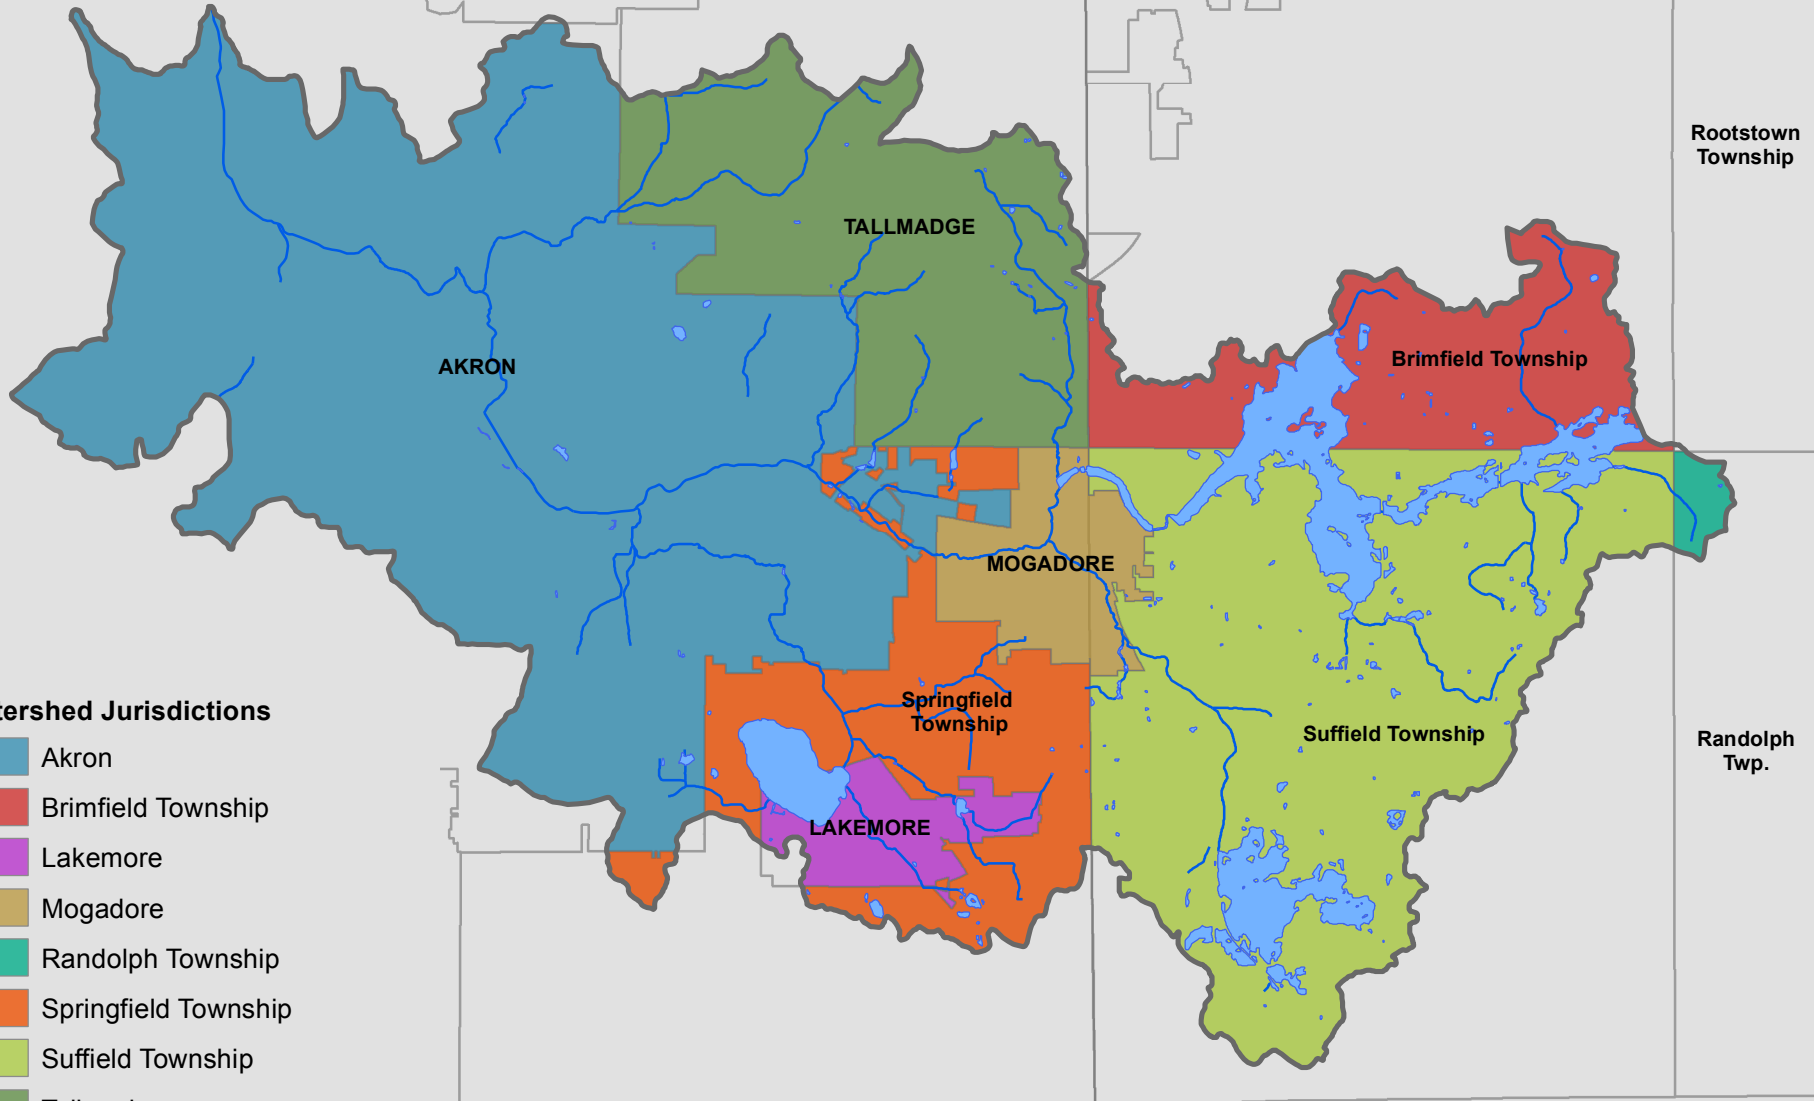 Rootstown
Township
TALLMADGE
Brimfield Township
AKRON
MOGADORE
Springfield
Township
Suffield Township
Randolph
Twp.
LAKEMORE
Jurisdictions
Akron
Brimfield Township
Lakemore
Mogadore
Randolph Township
Springfield Township
Suffield Township